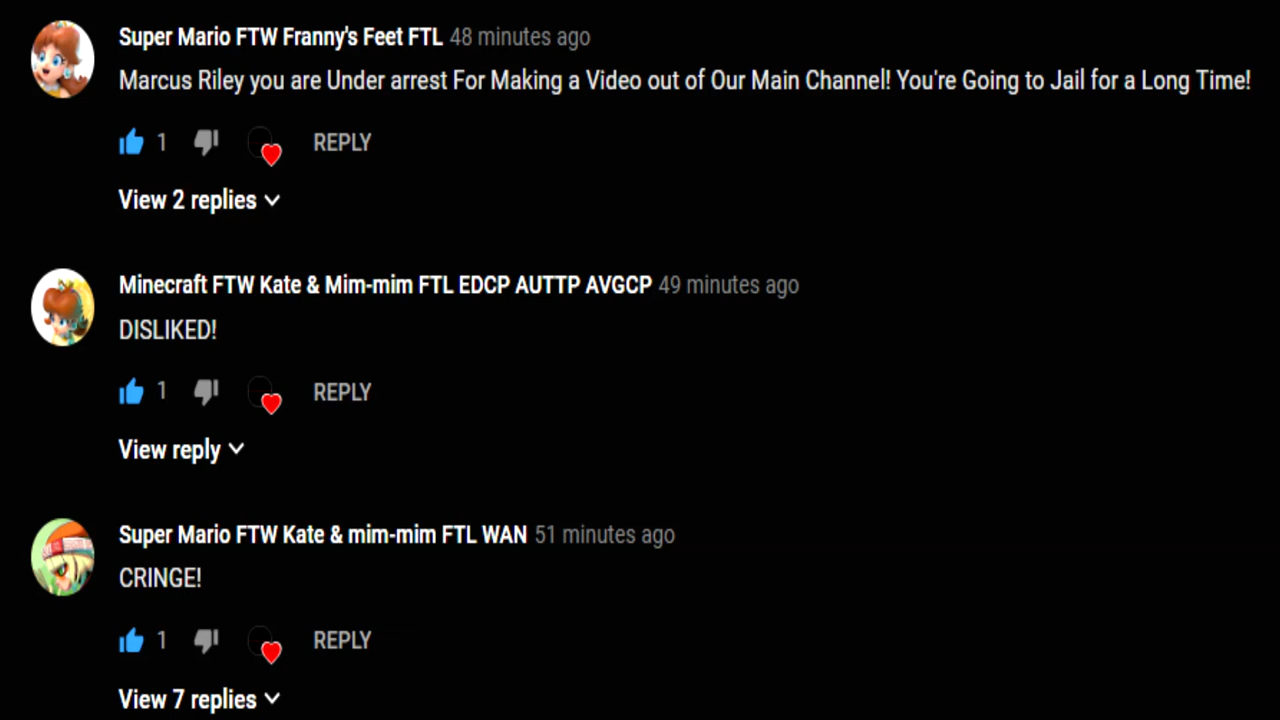 Super Mario FTW Franny's Feet FTL 48 minutes ago
Marcus Riley you are Under arrest For Making a Video out of Our Main Channel! You're Going to Jail for a Long Time!
1 REPLY
View 2 replies
Minecraft FTW Kate & Mim-mim FTL EDCP AUTTP AVGCP 49 minutes ago
DISLIKED!
1 REPLY
View reply
Super Mario FTW Kate & mim-mim FTL WAN 51 minutes ago
CRINGE!
1 REPLY
View 7 replies